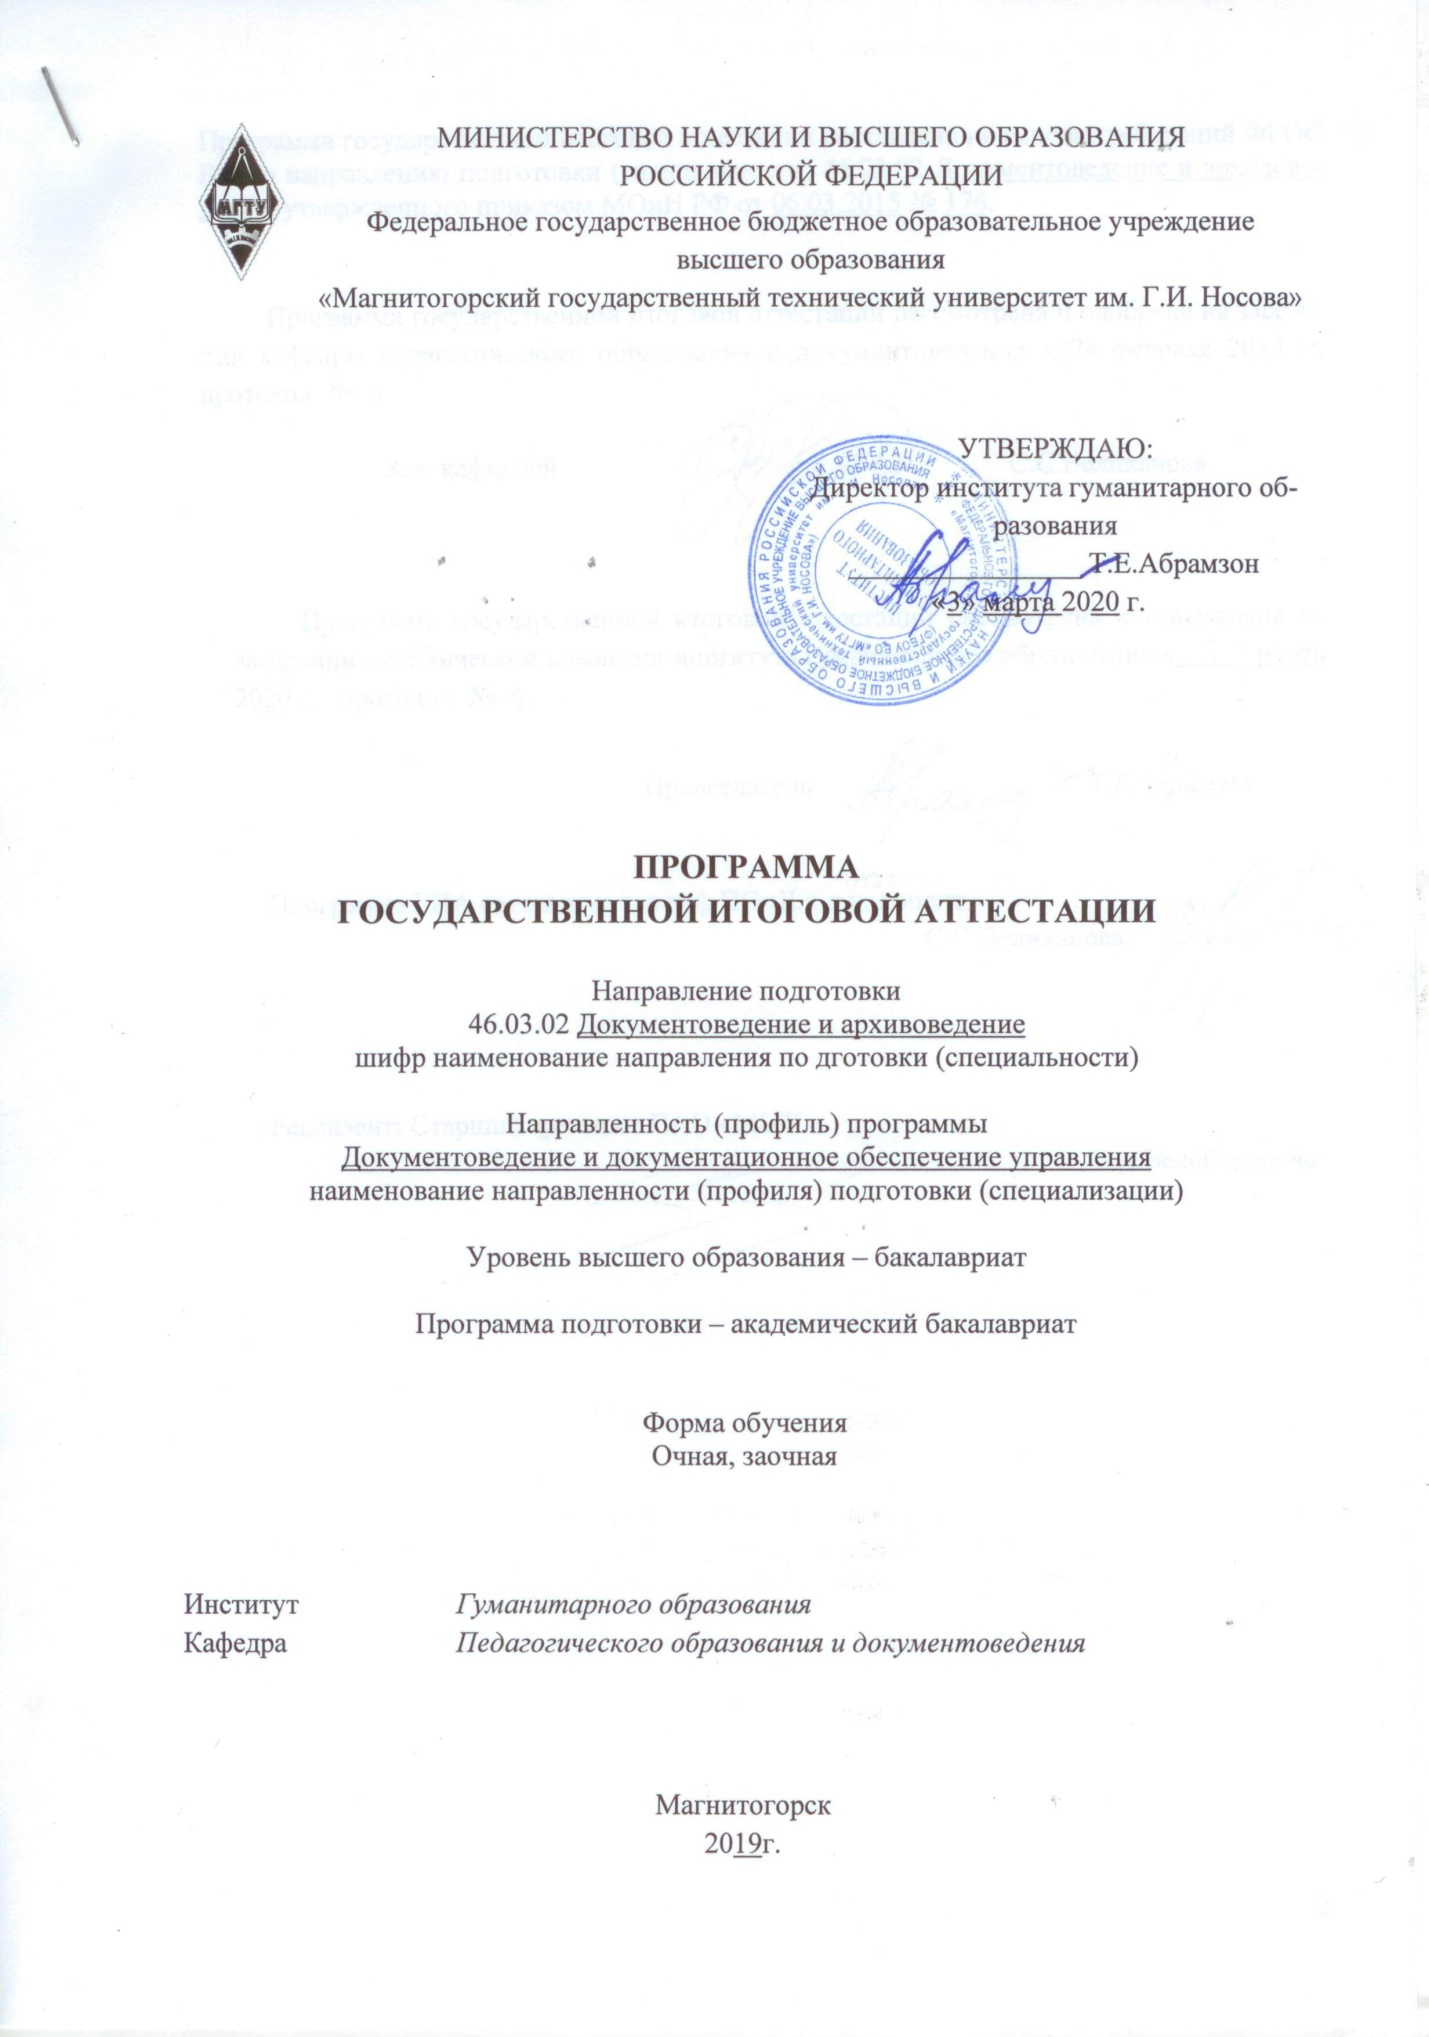 МИНИСТЕРСТВО НАУКИ И ВЫСШЕГО ОБРАЗОВАНИЯ
РОССИЙСКОЙ ФЕДЕРАЦИИ
Федеральное государственное бюджетное образовательное учреждение
высшего образования
«Магнитогорский государственный технический университет им. Г.И. Носова»
МГТУ
УТВЕРЖДАЮ:
Директор института гуманитарного об-
разования
Т.Е.Абрамзон
«3» марта 2020 г.
ПРОГРАММА
ГОСУДАРСТВЕННОЙ ИТОГОВОЙ АТТЕСТАЦИИ
Направление подготовки
46.03.02 Документоведение и архивоведение
шифр наименование направления по дготовки (специальности)
Направленность (профиль) программы
Документоведение и документационное обеспечение управления
наименование направленности (профиля) подготовки (специализации)
Уровень высшего образования – бакалавриат
Программа подготовки – академический бакалавриат
Форма обучения
Очная, заочная
Институт Гуманитарного образования
Кафедра Педагогического образования и документоведения
Магнитогорск
2019г.